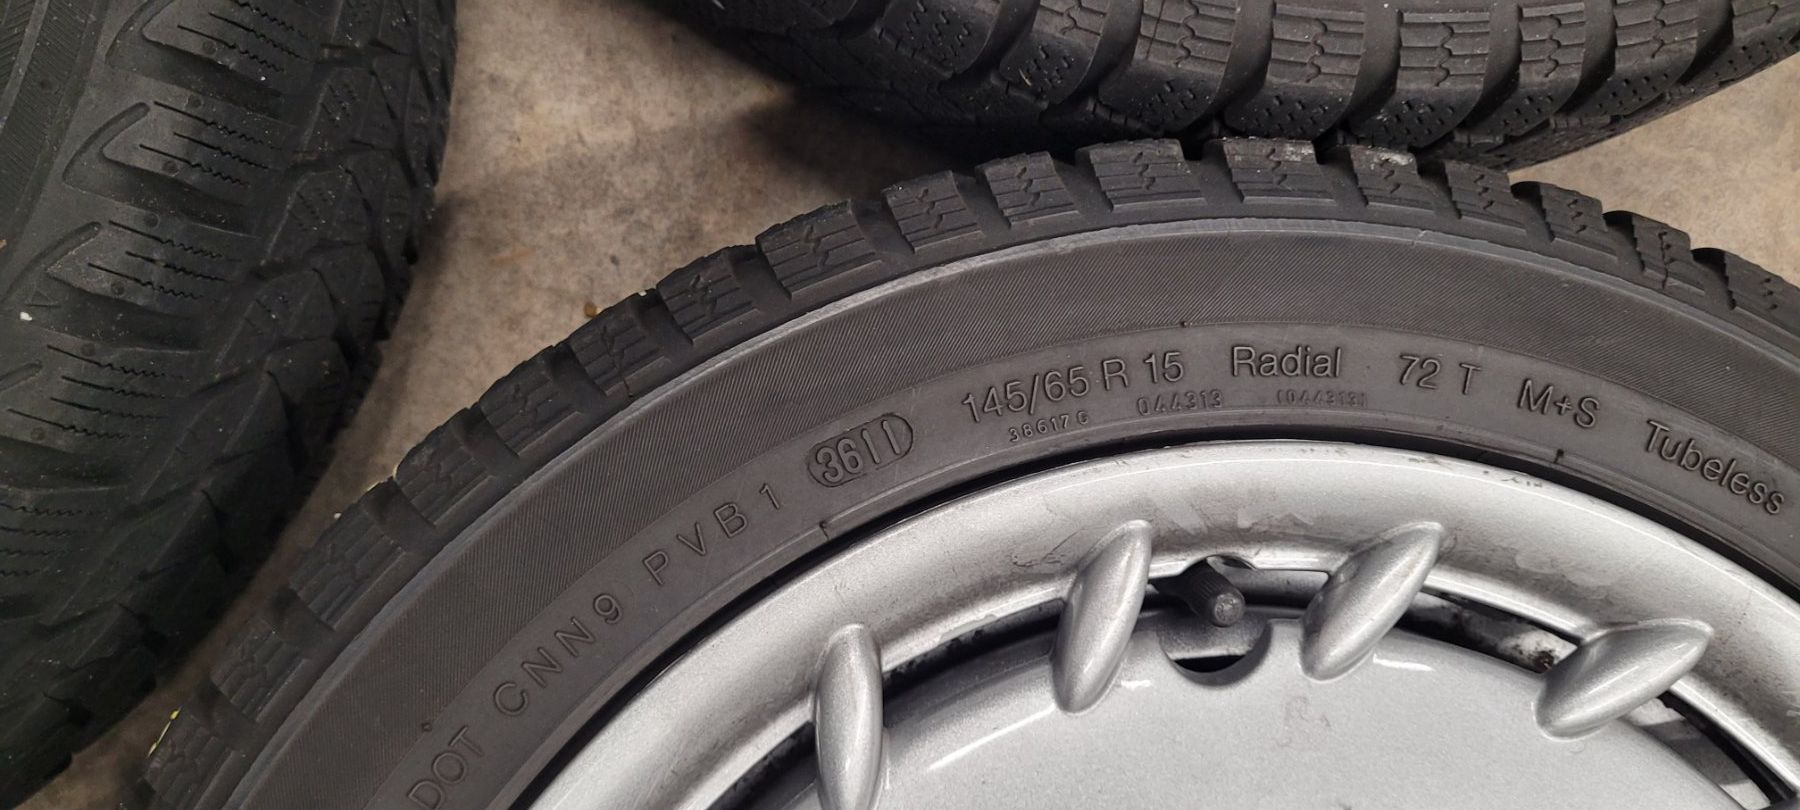 DOT CNN9 PVB1 3611 145/65 R 15 Radial 72 T M+S Tubeless
38617G 044313 (044313)